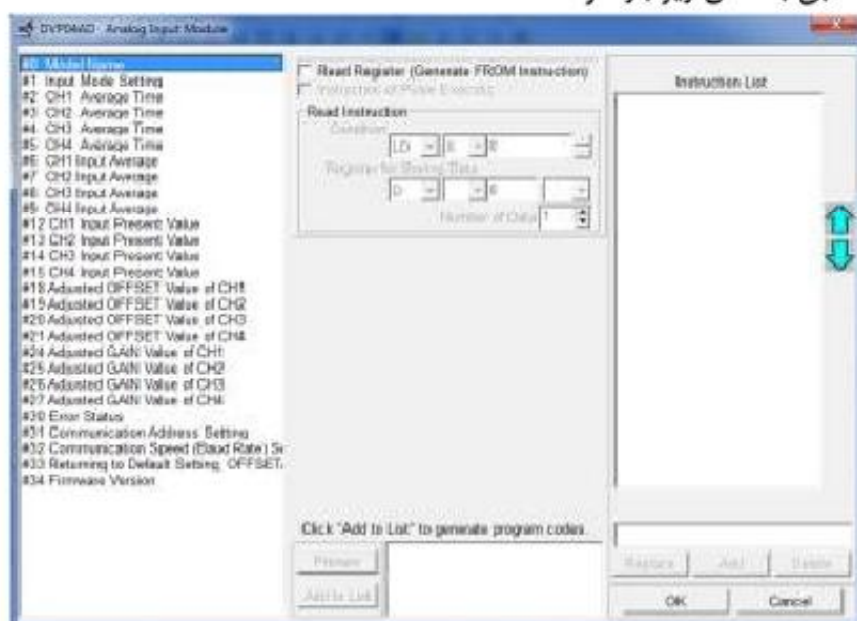 DVP04AD - Analog Input Module
#0 Model Name
#1 Input Mode Setting
#2 CH1 Average Time
#3 CH2 Average Time
#4 CH3 Average Time
#5 CH4 Average Time
#6 CH1 Input Average
#7 CH2 Input Average
#8 CH3 Input Average
#9 CH4 Input Average
#12 CH1 Input Present Value
#13 CH2 Input Present Value
#14 CH3 Input Present Value
#15 CH4 Input Present Value
#18 Adjusted OFFSET Value of CH1
#19 Adjusted OFFSET Value of CH2
#20 Adjusted OFFSET Value of CH3
#21 Adjusted OFFSET Value of CH4
#24 Adjusted GAIN Value of CH1
#25 Adjusted GAIN Value of CH2
#26 Adjusted GAIN Value of CH3
#27 Adjusted GAIN Value of CH4
#30 Error Status
#31 Communication Address Setting
#32 Communication Speed (Baud Rate) Se
#33 Returning to Default Setting, OFFSET
#34 Firmware Version
Read Register (Generate FROM Instruction)
Instruction of Pulse Executing
Read Instruction
Condition
LD X 0
Register for Storing Data
D 0
Number of Data 1
Click "Add to List" to generate program codes
Preview
Add to List
Instruction List
Replace Add Delete
OK Cancel